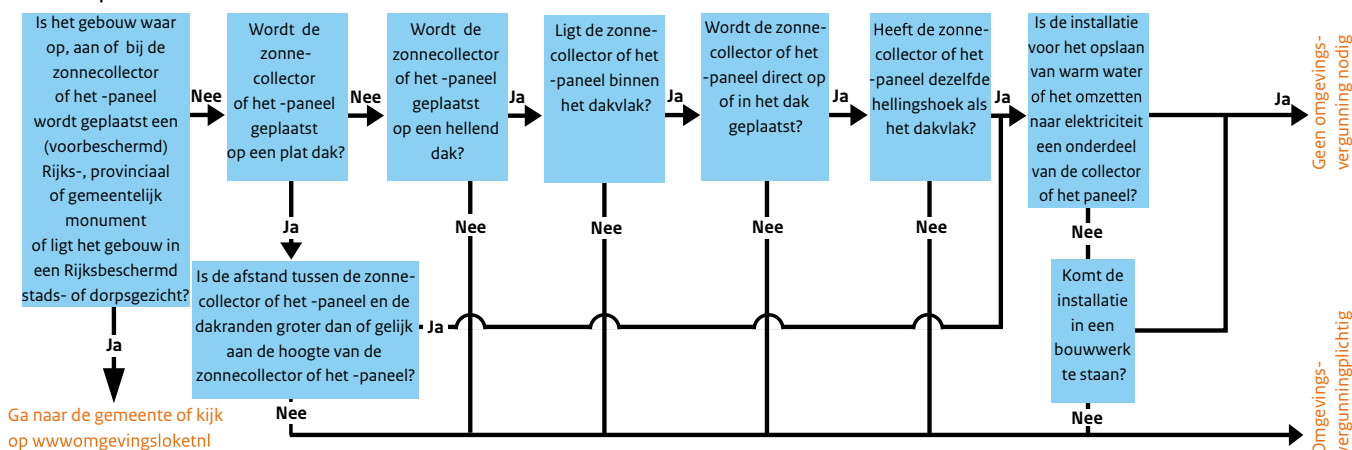 Is het gebouw waar
op, aan of bij de
zonnecollector
of het -paneel
wordt geplaatst een
(voorbeschermd)
Rijks-, provinciaal
of gemeentelijk
monument
of ligt het gebouw in
een Rijksbeschermd
stads- of dorpsgezicht?
Nee
Ja
Ga naar de gemeente of kijk
op wwwomgevingsloketnl
Wordt de
zonne-
collector
of het -paneel
geplaatst
op een plat dak?
Nee
Ja
Is de afstand tussen de zonne-
collector of het -paneel en de
dakranden groter dan of gelijk
aan de hoogte van de
zonnecollector of het -paneel?
Ja
Nee
Wordt de
zonnecollector
of het -paneel
geplaatst
op een hellend
dak?
Ja
Nee
Ligt de zonne-
collector of het
-paneel binnen
het dakvlak?
Ja
Nee
Wordt de zonne-
collector of het
-paneel direct op
of in het dak
geplaatst?
Ja
Nee
Heeft de zonne-
collector of het
-paneel dezelfde
hellingshoek als
het dakvlak?
Ja
Nee
Is de installatie
voor het opslaan
van warm water
of het omzetten
naar elektriciteit
een onderdeel
van de collector
of het paneel?
Ja
Nee
Komt de
installatie
in een
bouwwerk
te staan?
Nee
Geen omgevings-
vergunning nodig
Omgevings-
vergunningplichtig